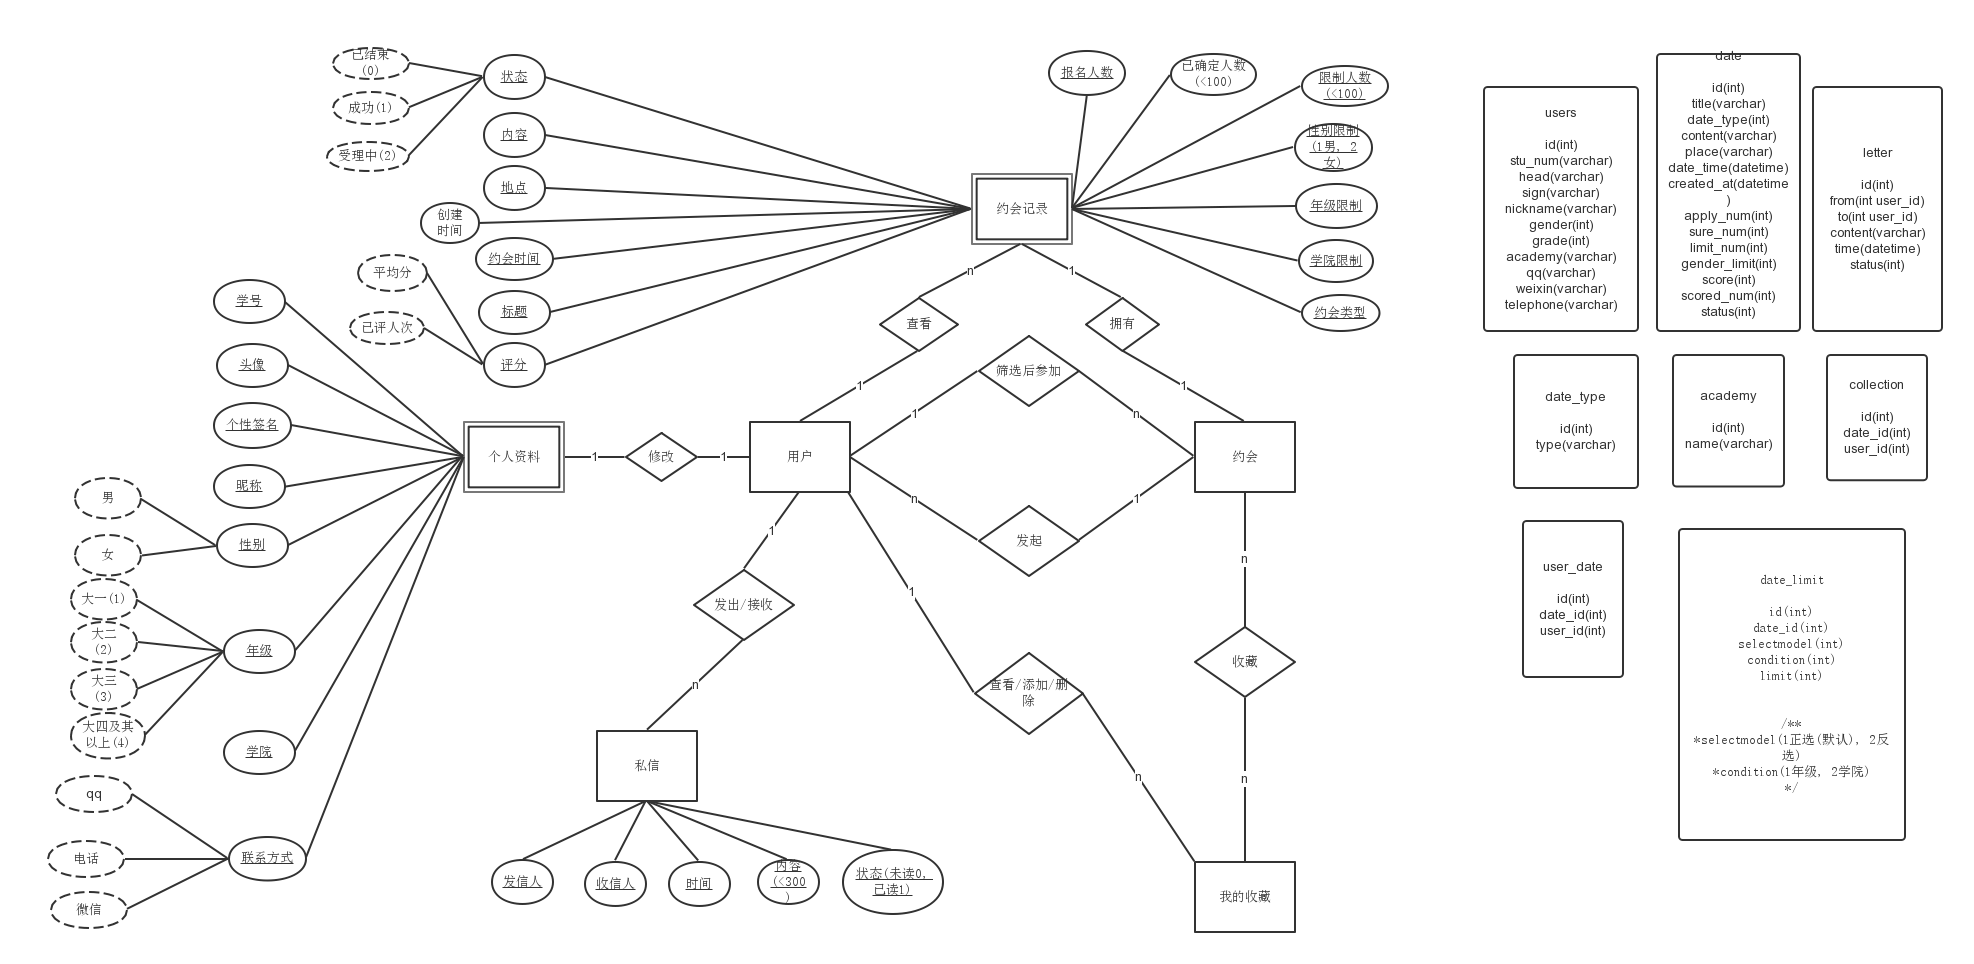 已结束
(0)
成功(1)
受理中(2)
状态
内容
地点
创建
时间
约会时间
标题
平均分
已评人次
评分
报名人数
已确定人数
(<100)
限制人数
(<100)
性别限制
(1男, 2
女)
年级限制
学院限制
约会类型
约会记录
n
1
查看
拥有
1
1
筛选后参加
1
n
学号
头像
个性签名
昵称
性别
男
女
大一(1)
大二
(2)
大三
(3)
大四及其
以上(4)
年级
学院
qq
电话
微信
联系方式
个人资料
1
修改
1
用户
约会
n
1
发起
1
发出/接收
n
1
查看/添加/删
除
n
n
收藏
n
私信
发信人
收信人
时间
内容
(<300
)
状态(未读0,
已读1)
我的收藏
users
id(int)
stu_num(varchar)
head(varchar)
sign(varchar)
nickname(varchar)
gender(int)
grade(int)
academy(varchar)
qq(varchar)
weixin(varchar)
telephone(varchar)
date
id(int)
title(varchar)
date_type(int)
content(varchar)
place(varchar)
date_time(datetime)
created_at(datetime
)
apply_num(int)
sure_num(int)
limit_num(int)
gender_limit(int)
score(int)
scored_num(int)
status(int)
letter
id(int)
from(int user_id)
to(int user_id)
content(varchar)
time(datetime)
status(int)
date_type
id(int)
type(varchar)
academy
id(int)
name(varchar)
collection
id(int)
date_id(int)
user_id(int)
user_date
id(int)
date_id(int)
user_id(int)
date_limit
id(int)
date_id(int)
selectmodel(int)
condition(int)
limit(int)
/**
*selectmodel(1正选(默认), 2反
选)
*condition(1年级, 2学院)
*/